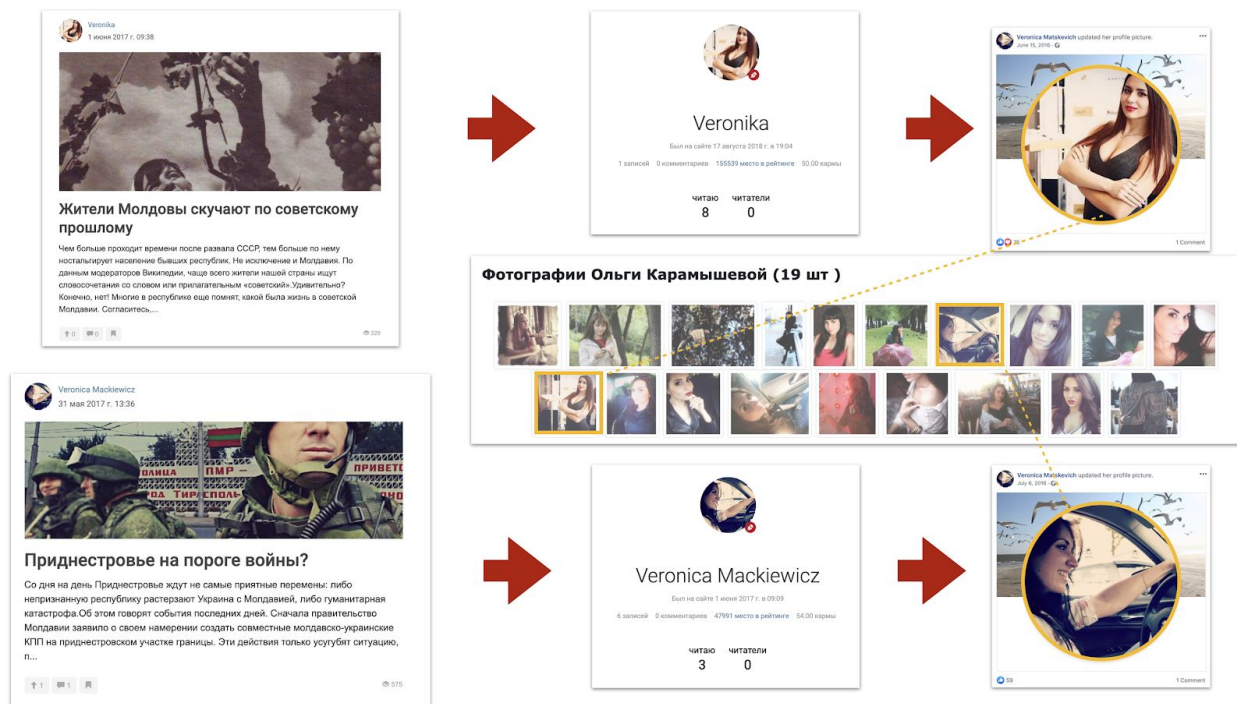 Veronika
1 июня 2017 г. 09:38
Жители Молдовы скучают по советскому
прошлому
Чем больше проходит времени после развала СССР, тем больше по нему
ностальгирует население бывших республик. Не исключение и Молдавия. По
данным модераторов Википедии, чаще всего жители нашей страны ищут
словосочетания со словом или прилагательным «советский».Удивительно?
Конечно, нет! Многие в республике еще помнят, какой была жизнь в советской
Молдавии. Согласитесь,...
0 0
229
Veronika
Был на сайте 17 августа 2018 г. в 19:04
1 записей 0 комментариев 155539 место в рейтинге 50.00 кармы
читаю читатели
8 0
Veronica Matskevich updated her profile picture.
June 15, 2016
38
1 Comment
Фотографии Ольги Карамышевой (19 шт )
Veronica Mackiewicz
31 мая 2017 г. 13:36
ОЛИЦА ПМР –
ОД ТИРАСПОЛЬ
ПРИВЕТС
Приднестровье на пороге войны?
Со дня на день Приднестровье ждут не самые приятные перемены: либо
непризнанную республику растерзают Украина с Молдавией, либо гуманитарная
катастрофа.Об этом говорят события последних дней. Сначала правительство
Молдавии заявило о своем намерении создать совместные молдавско-украинские
КПП на приднестровском участке границы. Эти действия только усугубят ситуацию,
п...
1 1
575
Veronica Mackiewicz
Был на сайте 1 июня 2017 г. в 09:09
6 записей 0 комментариев 47991 место в рейтинге 54.00 кармы
читаю читатели
3 0
Veronica Matskevich updated her profile picture.
July 6, 2016
59
1 Comment